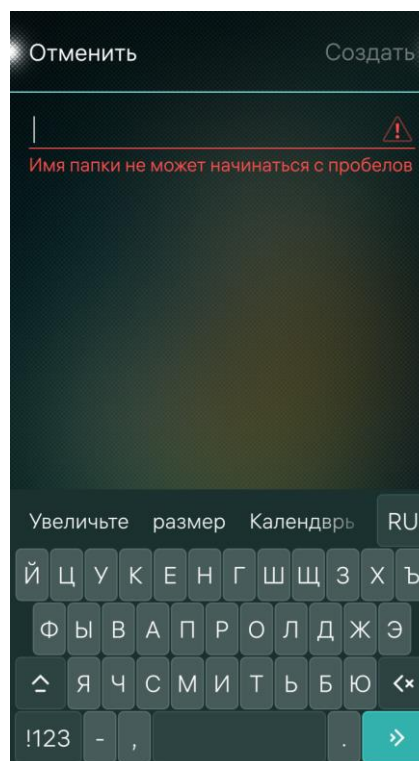 Отменить Создать
Имя папки не может начинаться с пробелов
Увеличьте размер Календврь RU
Й Ц У К Е Н Г Ш Щ З Х Ъ
Ф Ы В А П Р О Л Д Ж Э
Я Ч С М И Т Ь Б Ю
!123 - , .